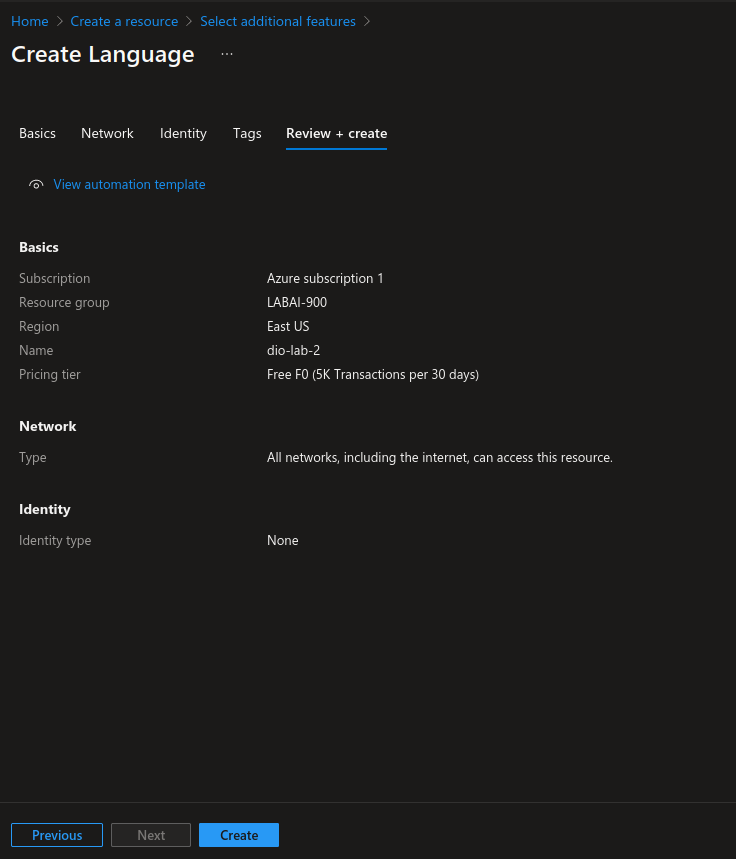 Home > Create a resource > Select additional features >
Create Language ...
Basics Network Identity Tags Review + create
View automation template
Basics
Subscription Azure subscription 1
Resource group LABAI-900
Region East US
Name dio-lab-2
Pricing tier Free F0 (5K Transactions per 30 days)
Network
Type All networks, including the internet, can access this resource.
Identity
Identity type None
Previous Next Create